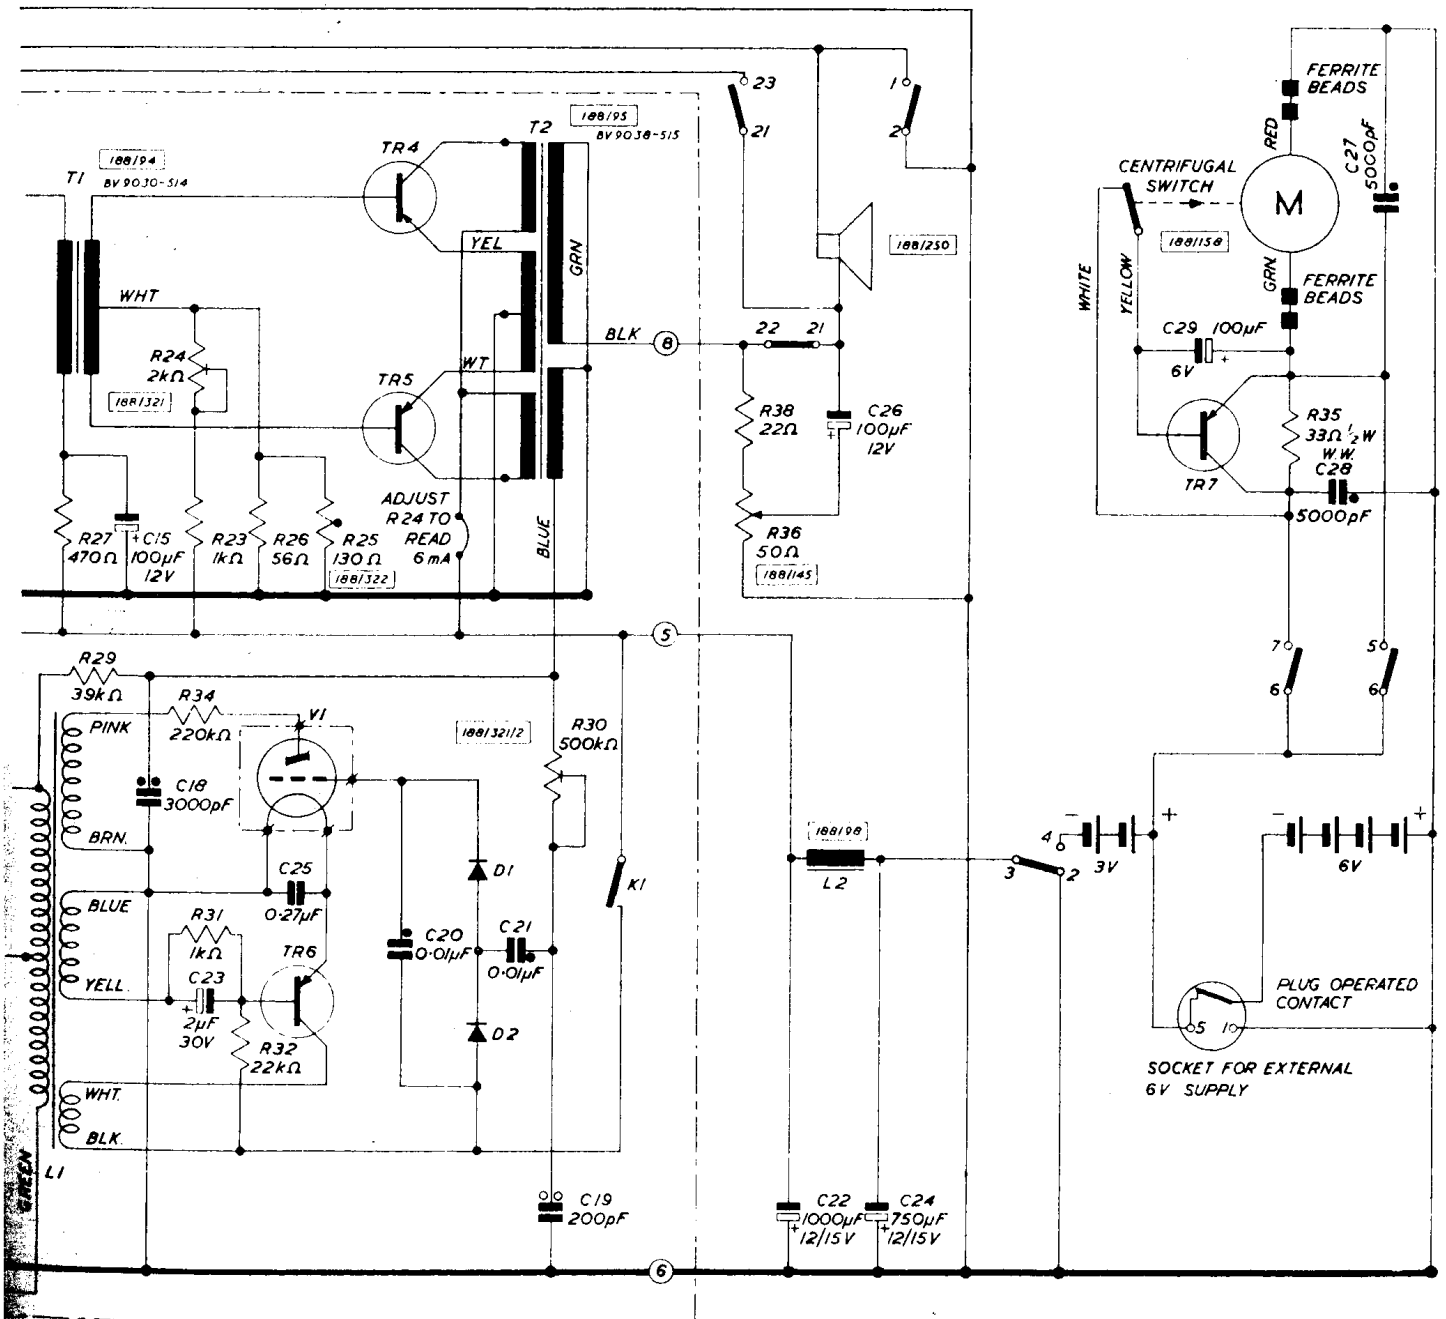 23
21
1
2
FERRITE
BEADS
RED
C27
5000pF
188/95
BV 9038-515
T2
TR4
188/94
BV 9030-514
T1
YEL
GRN
WHT
R24
2kΩ
188/321
TR5
WT
BLK
8
22
21
188/250
CENTRIFUGAL
SWITCH
M
188/158
WHITE
YELLOW
GRN.
FERRITE
BEADS
C29
100µF
6V
+
R38
22Ω
C26
100µF
12V
+
TR7
R35
33Ω ½ W
W.W.
C28
5000pF
R27
470Ω
+
C15
100µF
12V
R23
1kΩ
R26
56Ω
R25
130Ω
188/322
ADJUST
R24 TO
READ
6mA
BLUE
R36
50Ω
188/145
5
7
6
5
6
R29
39kΩ
PINK
R34
220kΩ
V1
188/321/2
R30
500kΩ
C18
3000pF
BRN.
BLUE
C25
0·27µF
R31
1kΩ
C23
+
2µF
30V
YELL.
TR6
R32
22kΩ
WHT.
BLK.
L1
GREEN
D1
C20
0·01µF
C21
0·01µF
D2
K1
188/98
L2
3
4
2
-
3V
+
-
6V
+
PLUG OPERATED
CONTACT
5
1
SOCKET FOR EXTERNAL
6V SUPPLY
C19
200pF
C22
1000µF
+
12/15V
C24
750µF
+
12/15V
6